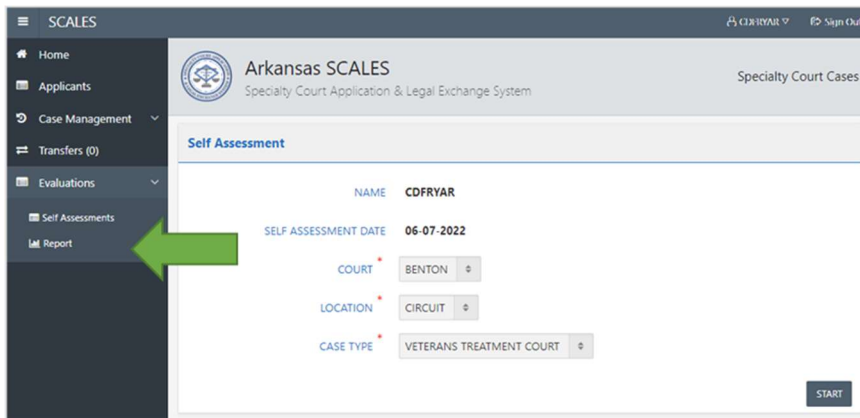 SCALES
CDFRYAR
Sign Out
Home
Applicants
Case Management
Transfers (0)
Evaluations
Self Assessments
Report
Arkansas SCALES
Specialty Court Application & Legal Exchange System
Specialty Court Cases
Self Assessment
NAME CDFRYAR
SELF ASSESSMENT DATE 06-07-2022
COURT * BENTON
LOCATION * CIRCUIT
CASE TYPE * VETERANS TREATMENT COURT
START